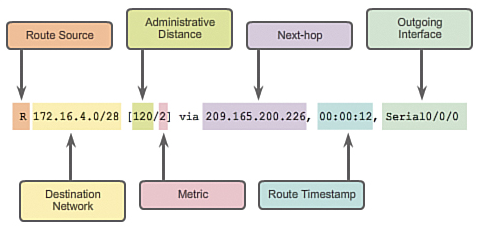 Route Source
Administrative
Distance
Next-hop
Outgoing
Interface
R 172.16.4.0/28 [120/2] via 209.165.200.226, 00:00:12, Serial0/0/0
Destination
Network
Metric
Route Timestamp